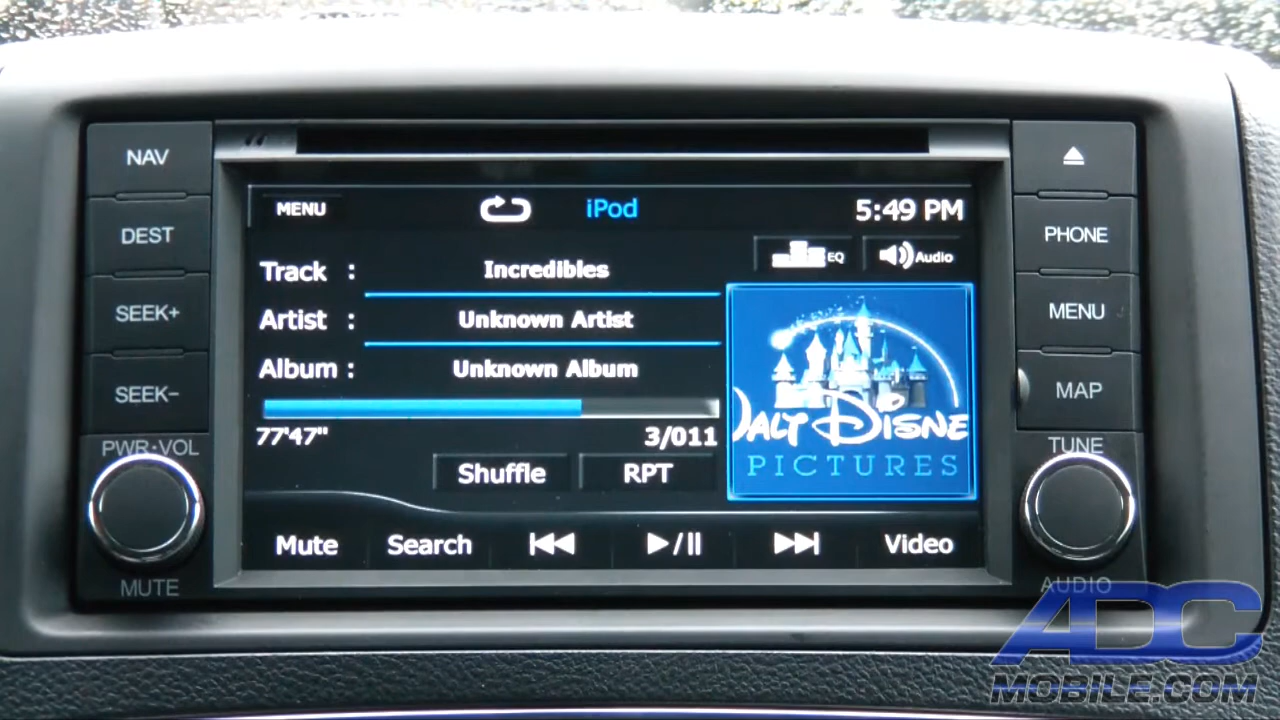 NAV
DEST
SEEK+
SEEK-
PWR·VOL
MUTE
MENU
iPod
5:49 PM
EQ
Audio
Track : Incredibles
Artist : Unknown Artist
Album : Unknown Album
77'47"
3/011
Shuffle
RPT
WALT DISNE
PICTURES
Mute
Search
Video
PHONE
MENU
MAP
TUNE
AUDIO
ADC
MOBILE.COM